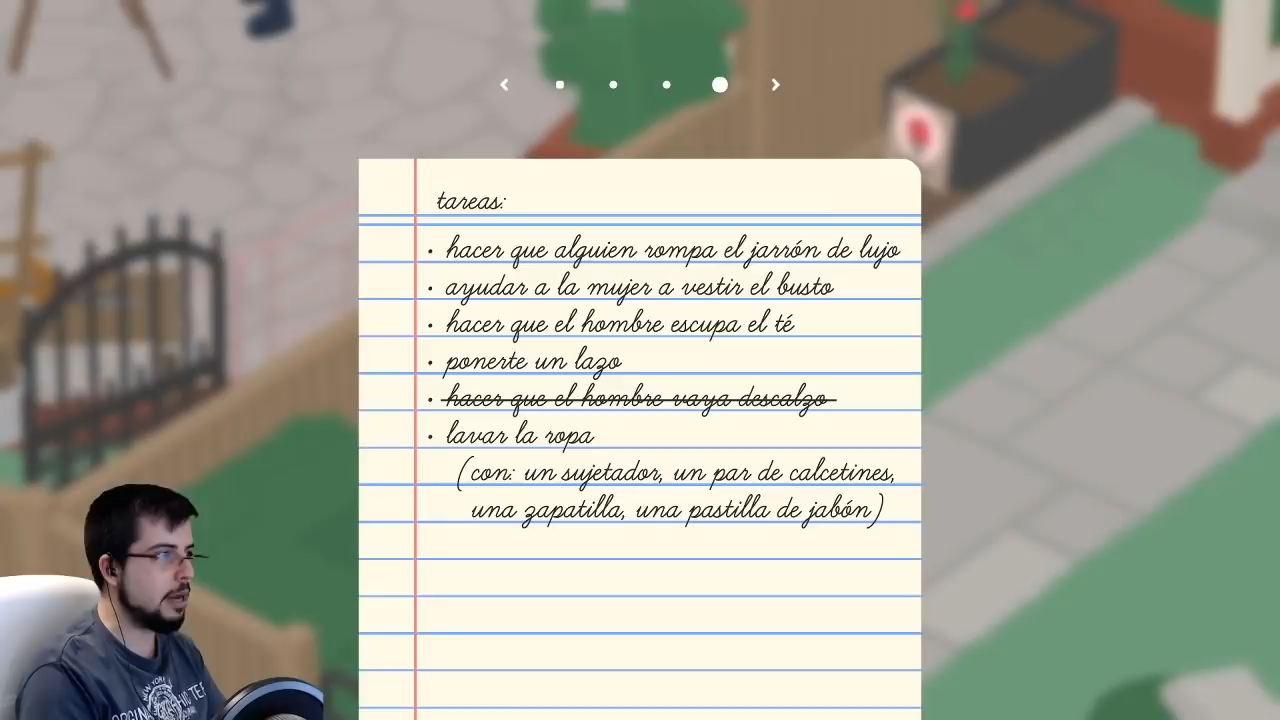 tareas:
• hacer que alguien rompa el jarrón de lujo
• ayudar a la mujer a vestir el busto
• hacer que el hombre escupa el té
• ponerte un lazo
• hacer que el hombre vaya descalzo
• lavar la ropa
(con: un sujetador, un par de calcetines,
una zapatilla, una pastilla de jabón)
NEW YORK